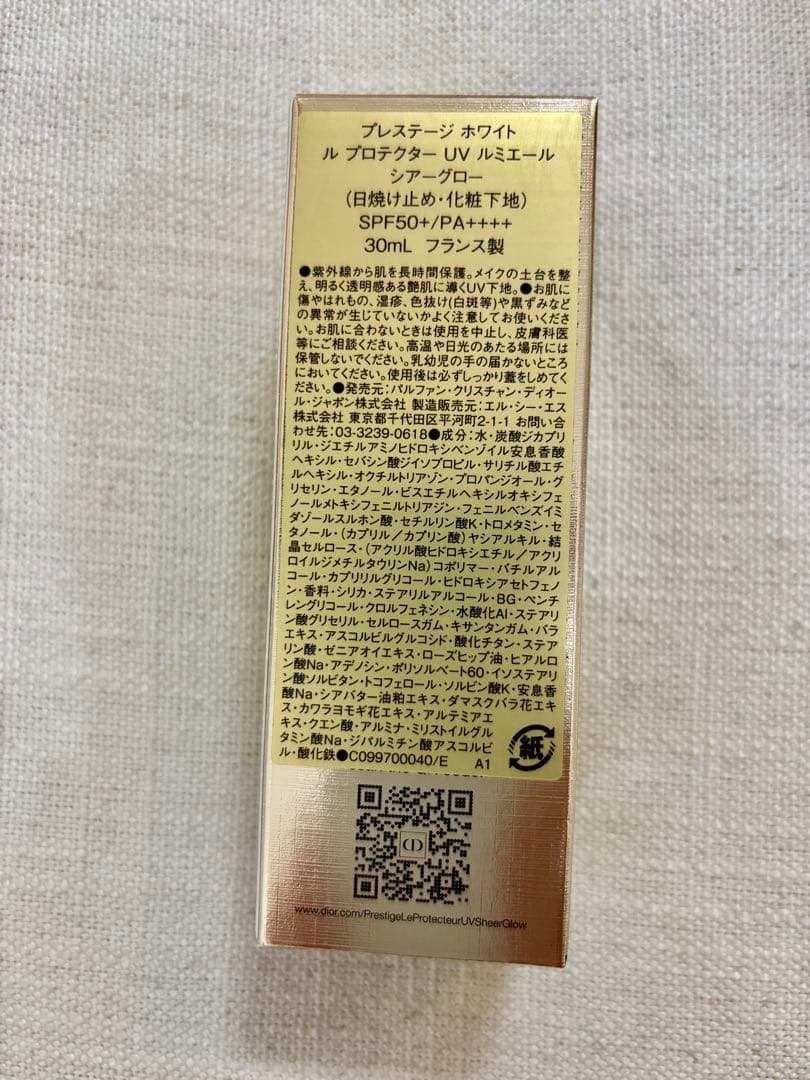 プレステージ ホワイト
ル プロテクター UV ルミエール
シアーグロー
(日焼け止め・化粧下地)
SPF50+/PA++++
30mL フランス製
●紫外線から肌を長時間保護。メイクの土台を整
え、明るく透明感ある艶肌に導くUV下地。●お肌に
傷やはれもの、湿疹、色抜け(白斑等)や黒ずみなど
の異常が生じていないかよく注意してお使いくださ
い。お肌に合わないときは使用を中止し、皮膚科医
等にご相談ください。高温や日光のあたる場所には
保管しないでください。乳幼児の手の届かないところ
においてください。使用後は必ずしっかり蓋をしめてく
ださい。●発売元:パルファン・クリスチャン・ディオー
ル・ジャポン株式会社 製造販売元:エル・シー・エス
株式会社 東京都千代田区平河町2-1-1 お問い合
わせ先:03-3239-0618●成分:水・炭酸ジカプリ
リル・ジエチルアミノヒドロキシベンゾイル安息香酸
ヘキシル・セバシン酸ジイソプロピル・サリチル酸エチ
ルヘキシル・オクチルトリアゾン・プロパンジオール・グ
リセリン・エタノール・ビスエチルヘキシルオキシフェ
ノールメトキシフェニルトリアジン・フェニルベンズイミ
ダゾールスルホン酸・セチルリン酸K・トロメタミン・セ
タノール・(カプリル/カプリン酸)ヤシアルキル・結
晶セルロース・(アクリル酸ヒドロキシエチル/アクリ
ロイルジメチルタウリンNa)コポリマー・バチルアル
コール・カプリリルグリコール・ヒドロキシアセトフェノ
ン・香料・シリカ・ステアリルアルコール・BG・ペンチ
レングリコール・クロルフェネシン・水酸化Al・ステアリ
ン酸グリセリル・セルロースガム・キサンタンガム・バラ
エキス・アスコルビルグルコシド・酸化チタン・ステア
リン酸・ゼニアオイエキス・ローズヒップ油・ヒアルロ
ン酸Na・アデノシン・ポリソルベート60・イソステアリ
ン酸ソルビタン・トコフェロール・ソルビン酸K・安息香
酸Na・シアバター油粕エキス・ダマスクバラ花エキ
ス・カワラヨモギ花エキス・アルテミアエ
キス・クエン酸・アルミナ・ミリストイルグル
タミン酸Na・ジパルミチン酸アスコルビ
ル・酸化鉄●C099700040/E A1
紙
CD
www.dior.com/PrestigeLeProtecteurUVSheerGlow